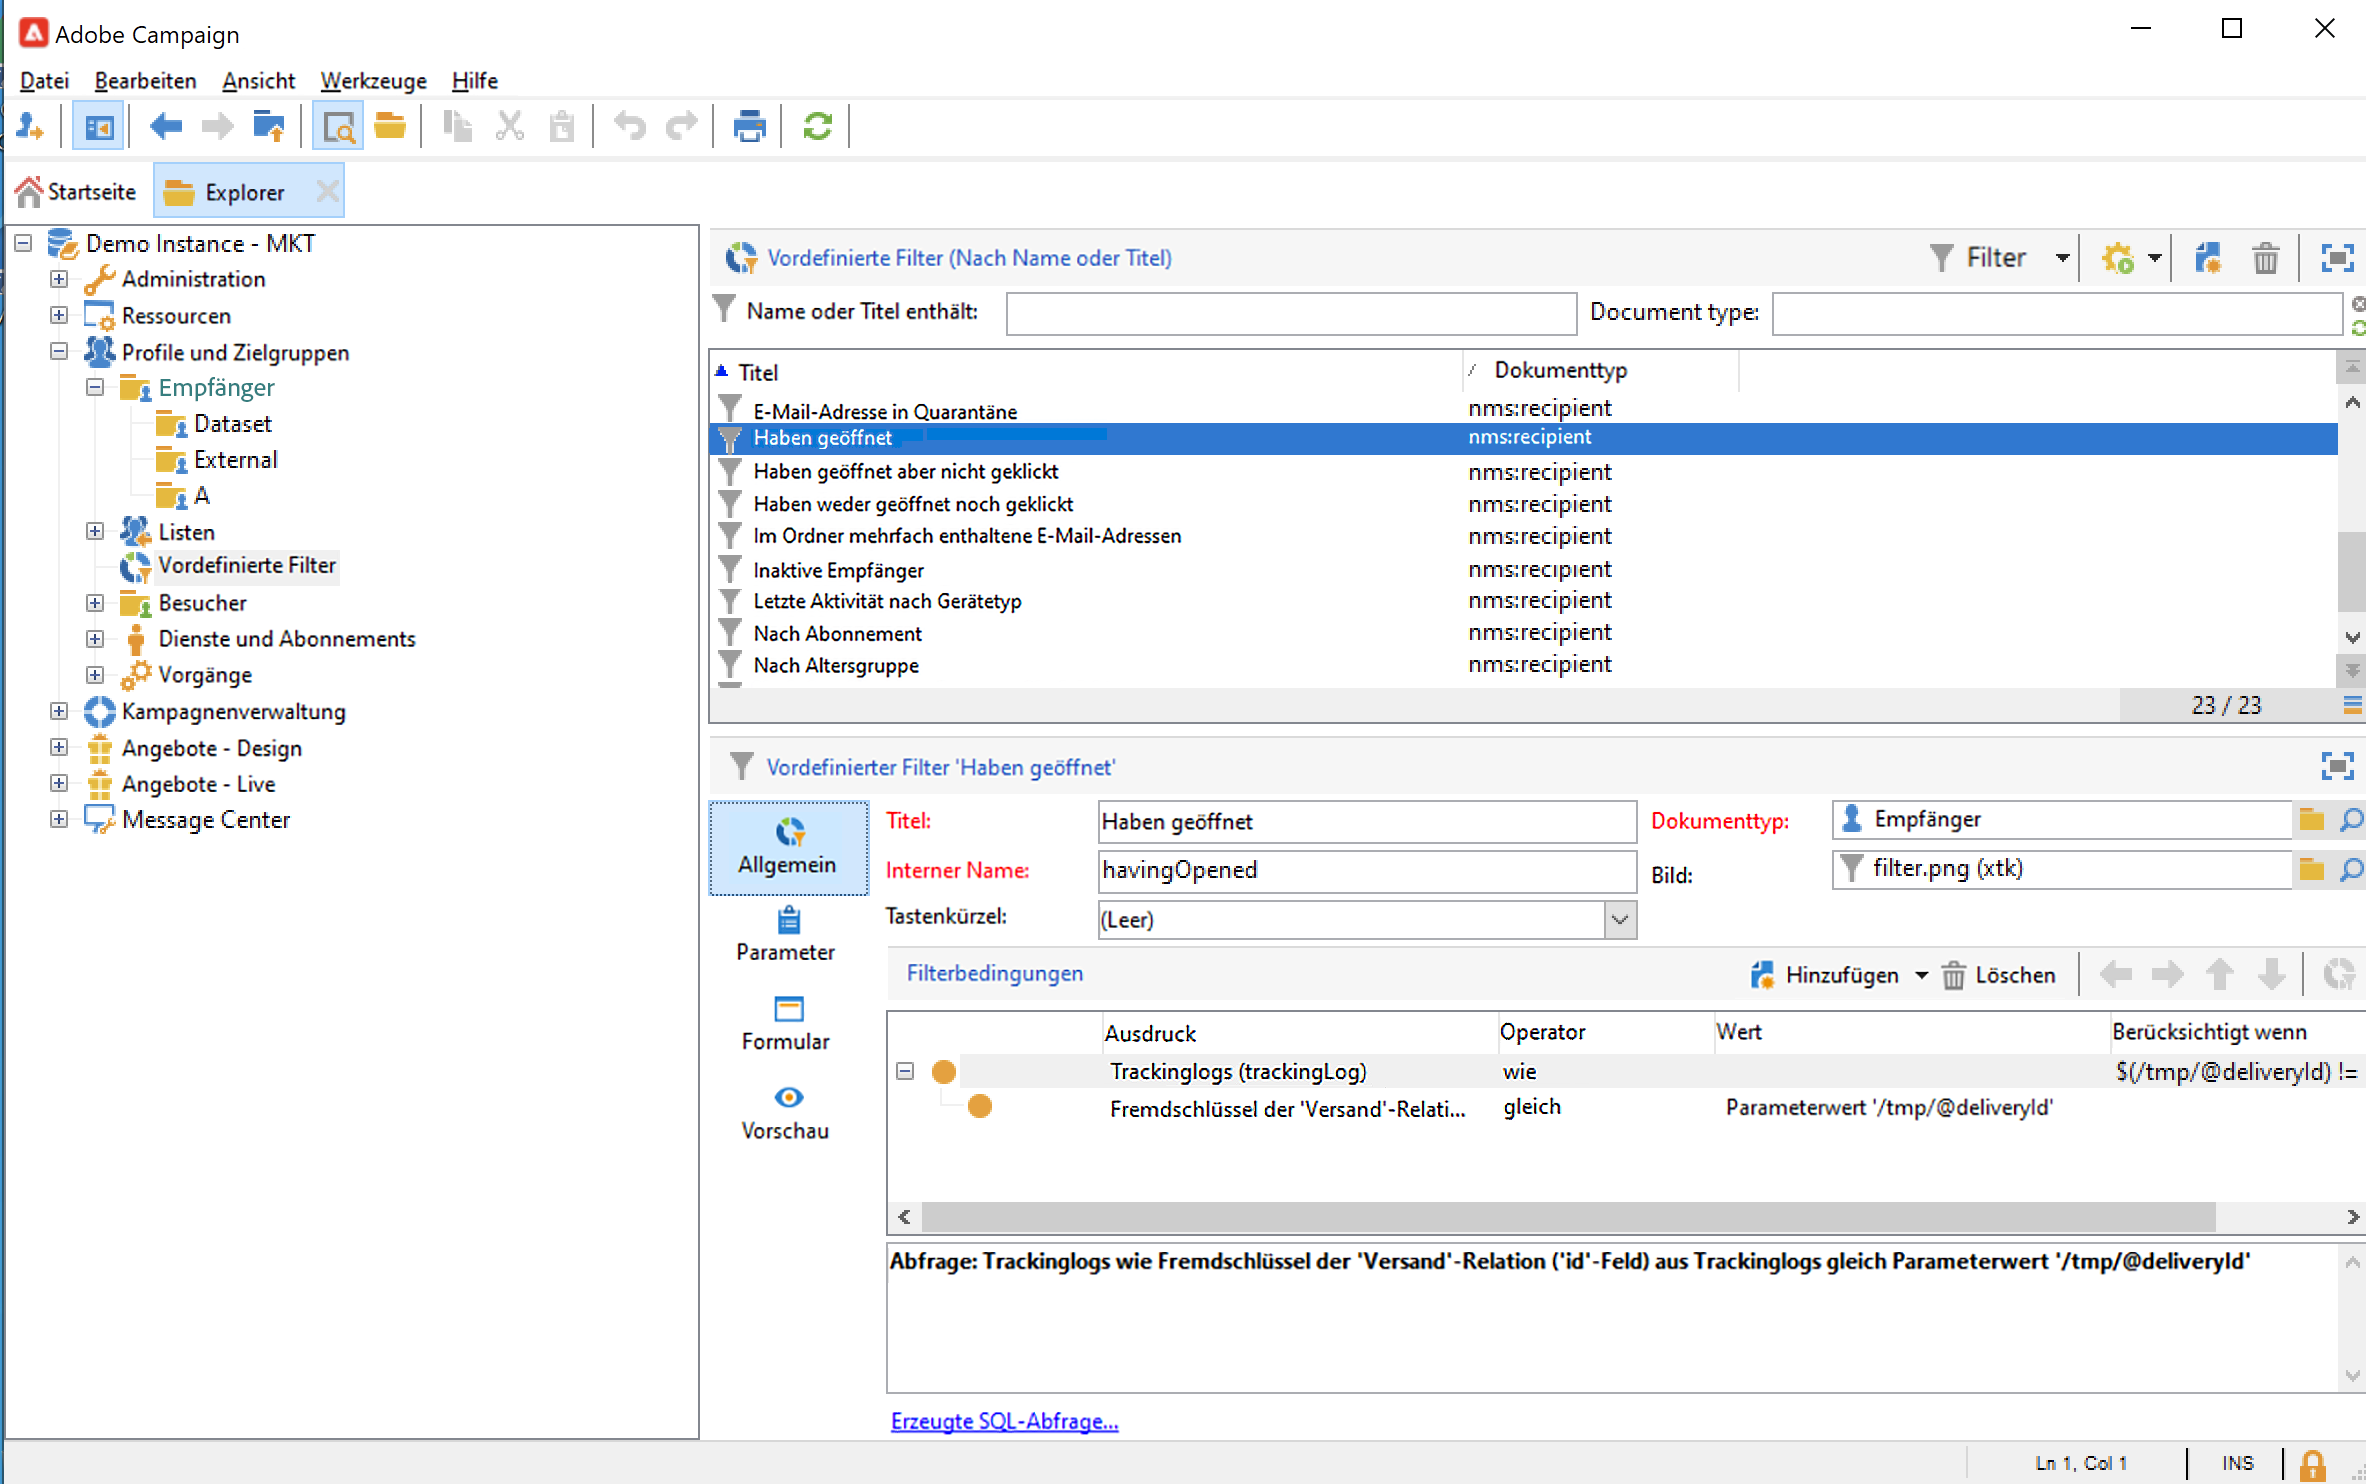 Adobe Campaign
Datei Bearbeiten Ansicht Werkzeuge Hilfe
Startseite Explorer
Demo Instance - MKT
Administration
Ressourcen
Profile und Zielgruppen
Empfänger
Dataset
External
A
Listen
Vordefinierte Filter
Besucher
Dienste und Abonnements
Vorgänge
Kampagnenverwaltung
Angebote - Design
Angebote - Live
Message Center
Vordefinierte Filter (Nach Name oder Titel) Filter
Name oder Titel enthält: Document type:
Titel Dokumenttyp
E-Mail-Adresse in Quarantäne nms:recipient
Haben geöffnet nms:recipient
Haben geöffnet aber nicht geklickt nms:recipient
Haben weder geöffnet noch geklickt nms:recipient
Im Ordner mehrfach enthaltene E-Mail-Adressen nms:recipient
Inaktive Empfänger nms:recipient
Letzte Aktivität nach Gerätetyp nms:recipient
Nach Abonnement nms:recipient
Nach Altersgruppe nms:recipient
23 / 23
Vordefinierter Filter 'Haben geöffnet'
Allgemein
Parameter
Formular
Vorschau
Titel: Haben geöffnet Dokumenttyp: Empfänger
Interner Name: havingOpened Bild: filter.png (xtk)
Tastenkürzel: (Leer)
Filterbedingungen Hinzufügen Löschen
Ausdruck Operator Wert Berücksichtigt wenn
Trackinglogs (trackingLog) wie $(/tmp/@deliveryId) !=
Fremdschlüssel der 'Versand'-Relati... gleich Parameterwert '/tmp/@deliveryId'
Abfrage: Trackinglogs wie Fremdschlüssel der 'Versand'-Relation ('id'-Feld) aus Trackinglogs gleich Parameterwert '/tmp/@deliveryId'
Erzeugte SQL-Abfrage...
Ln 1, Col 1 INS